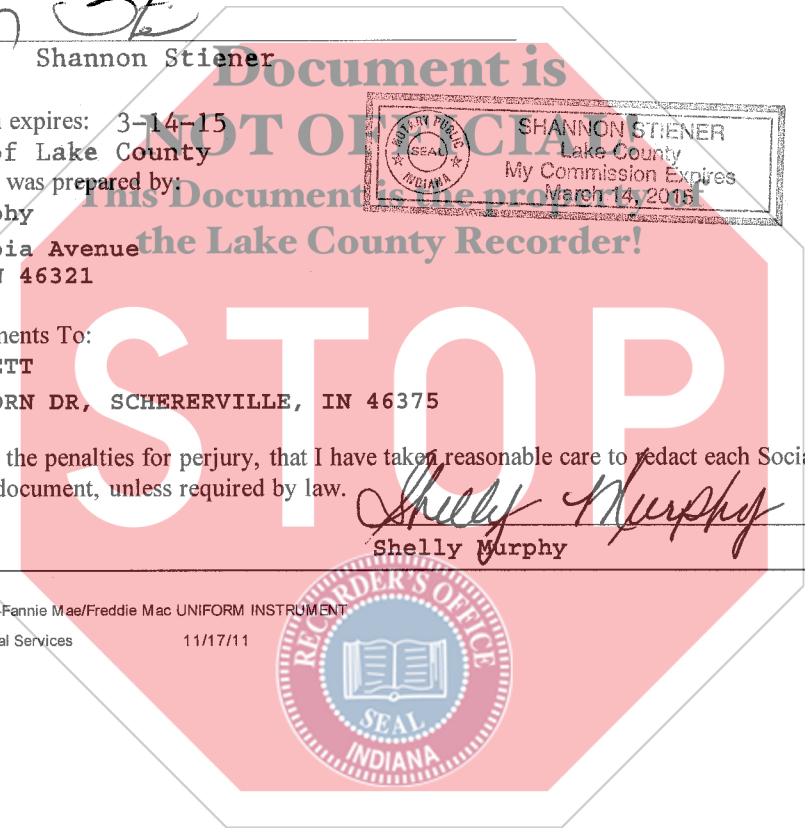 Shannon Stiener
Document is
expires: 3-14-15
NOT OFFICIAL!
SHANNON STIENER
NOTARY PUBLIC
SEAL
INDIANA
Lake County
My Commission Expires
March 14, 2015
of Lake County
was prepared by:
This Document is the property of
phy
bia Avenue
the Lake County Recorder!
46321
STOP
ments To:
ETT
ORN DR, SCHERERVILLE, IN 46375
the penalties for perjury, that I have taken reasonable care to redact each Socia
document, unless required by law.
Shelly Murphy
Shelly Murphy
-Fannie Mae/Freddie Mac UNIFORM INSTRUMENT
al Services 11/17/11
RECORDER'S OFFICE
SEAL
INDIANA